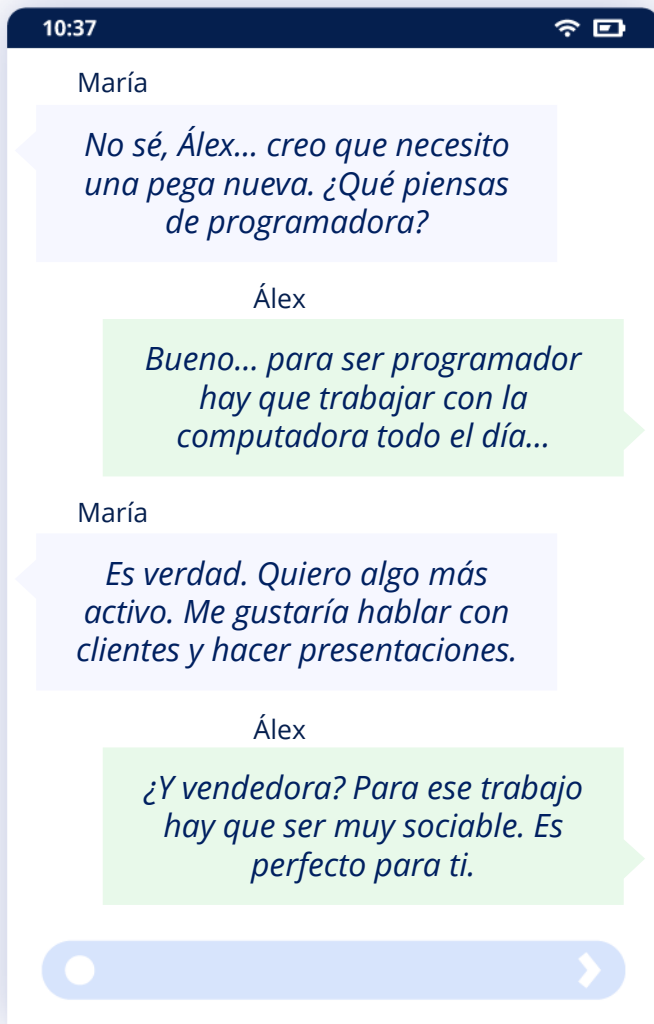 10:37
María
No sé, Álex... creo que necesito
una pega nueva. ¿Qué piensas
de programadora?
Álex
Bueno... para ser programador
hay que trabajar con la
computadora todo el día...
María
Es verdad. Quiero algo más
activo. Me gustaría hablar con
clientes y hacer presentaciones.
Álex
¿Y vendedora? Para ese trabajo
hay que ser muy sociable. Es
perfecto para ti.